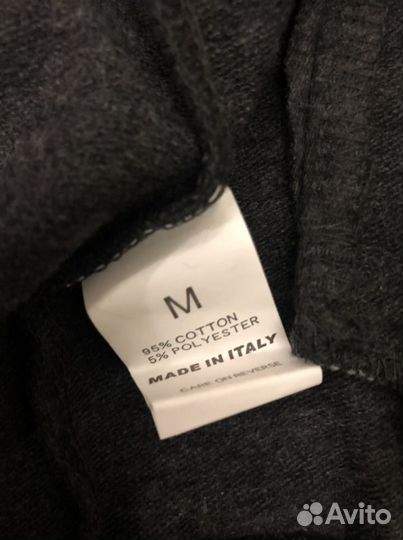 M
95% COTTON
5% POLYESTER
MADE IN ITALY
CARE ON REVERSE
Avito